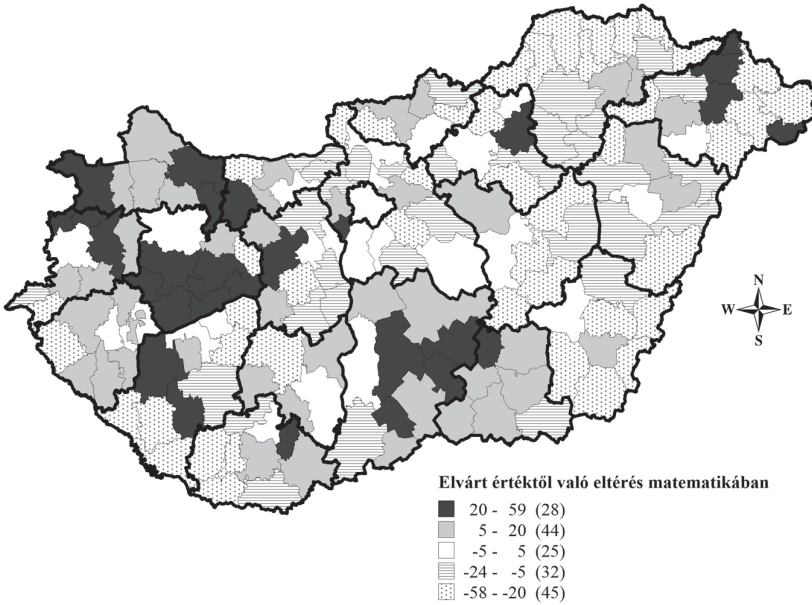 N
W E
S
Elvárt értéktől való eltérés matematikában
20 - 59 (28)
5 - 20 (44)
-5 - 5 (25)
-24 - -5 (32)
-58 - -20 (45)